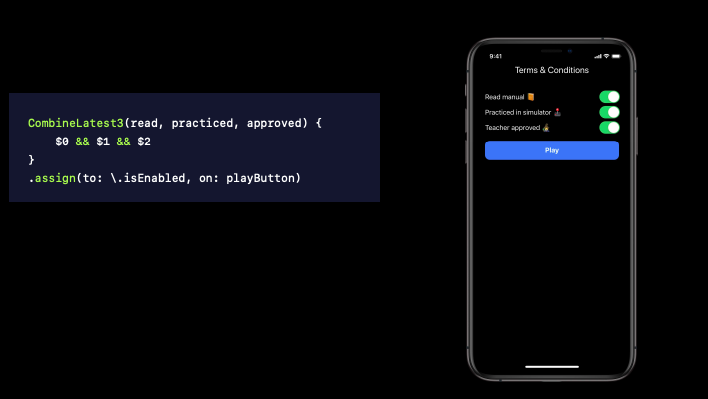 CombineLatest3(read, practiced, approved) {
    $0 && $1 && $2
}
.assign(to: \.isEnabled, on: playButton)
9:41
Terms & Conditions
Read manual 📙
Practiced in simulator 🕹
Teacher approved 💰
Play